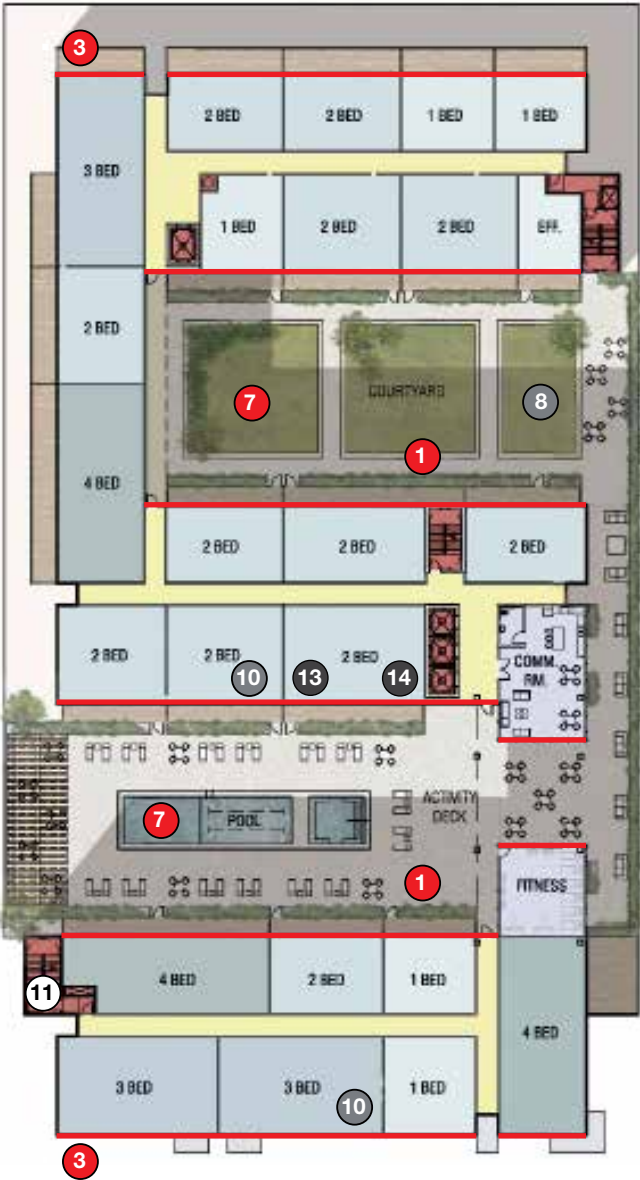 3
2 BED
2 BED
1 BED
1 BED
3 BED
1 BED
2 BED
2 BED
EFF.
2 BED
7
COURTYARD
8
1
4 BED
2 BED
2 BED
2 BED
2 BED
2 BED
2 BED
10
13
14
COMM.
RM.
7
POOL
ACTIVITY
DECK
1
FITNESS
11
4 BED
2 BED
1 BED
4 BED
3 BED
3 BED
1 BED
10
3